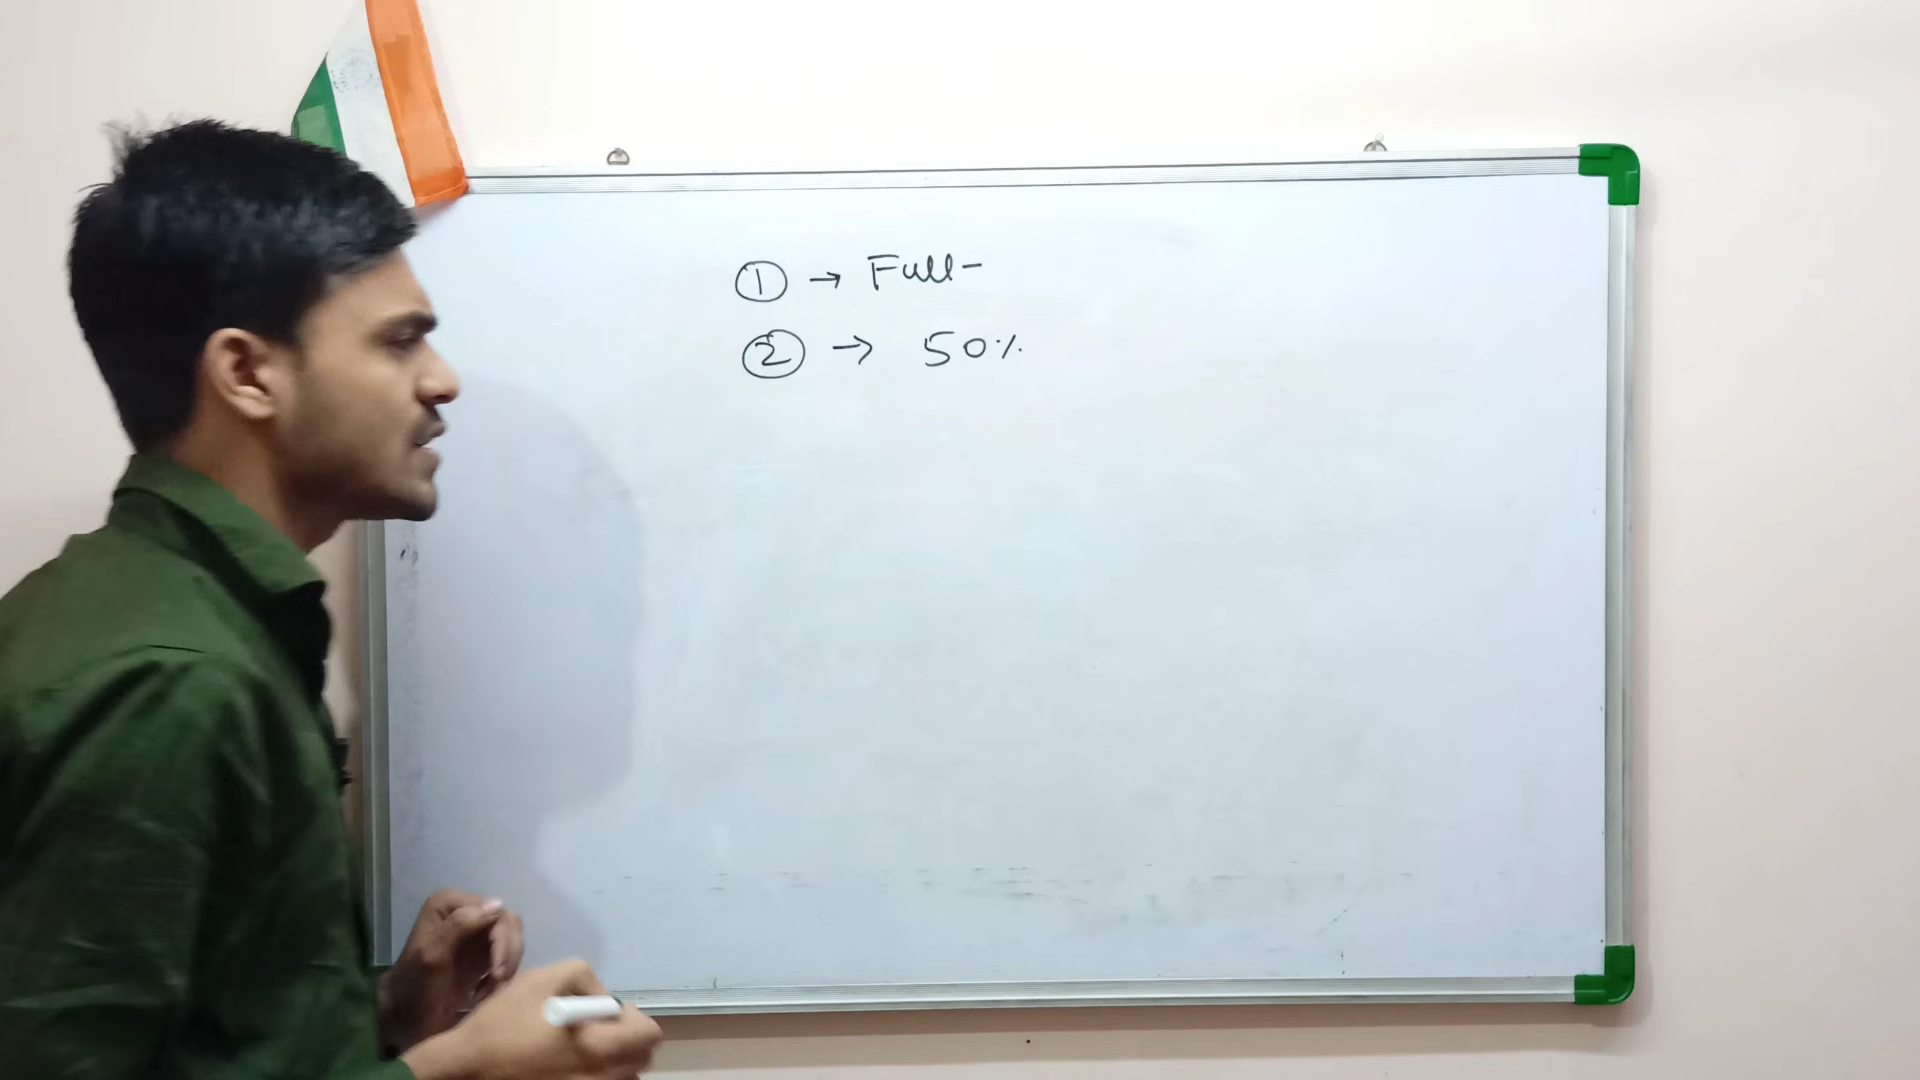 ① → Full-
② → 50%